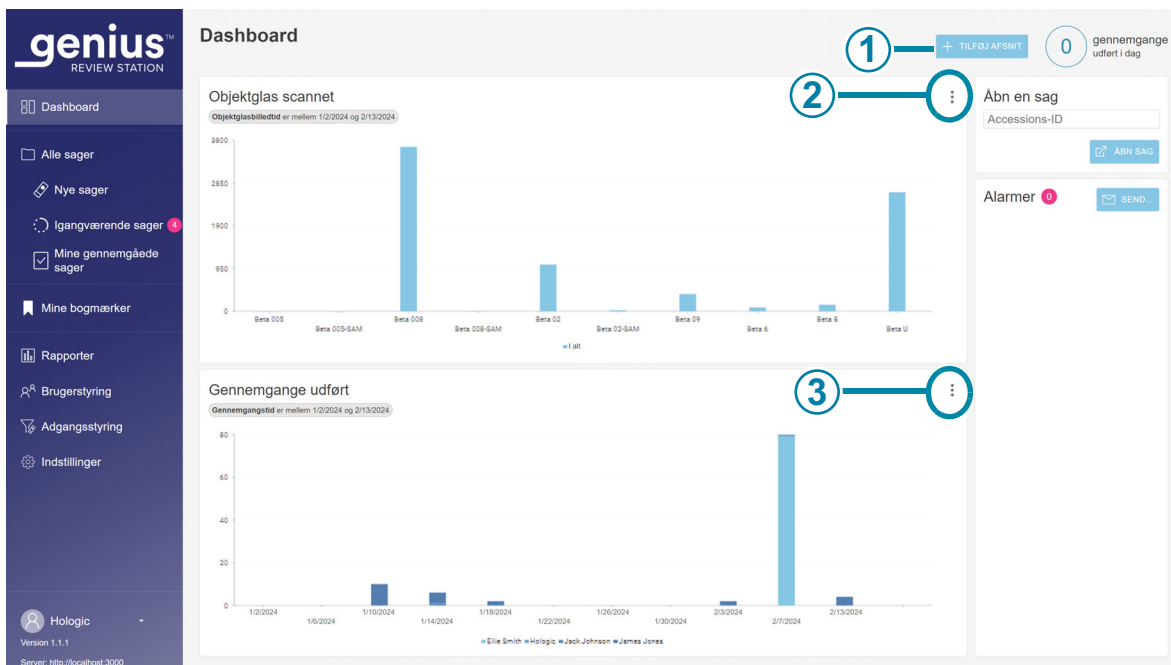 genius™
REVIEW STATION
Dashboard
Alle sager
Nye sager
Igangværende sager 4
Mine gennemgåede
sager
Mine bogmærker
Rapporter
Brugerstyring
Adgangsstyring
Indstillinger
Hologic
Version 1.1.1
Server: http://localhost:3000
Dashboard
1
+ TILFØJ AFSNIT
0
gennemgange
udført i dag
Objektglas scannet
2
Objektglasbilledtid er mellem 1/2/2024 og 2/13/2024
3800
2850
1900
950
0
Beta 005 Beta 005-SAM Beta 008 Beta 008-SAM Beta 02 Beta 02-SAM Beta 09 Beta 6 Beta 8 Beta U
I alt
Gennemgange udført
3
Gennemgangstid er mellem 1/2/2024 og 2/13/2024
80
60
40
20
0
1/2/2024 1/6/2024 1/10/2024 1/14/2024 1/18/2024 1/22/2024 1/26/2024 1/30/2024 2/3/2024 2/7/2024 2/13/2024
Ellie Smith Hologic Jack Johnson James Jones
Åbn en sag
Accessions-ID
ÅBN SAG
Alarmer 0
SEND...